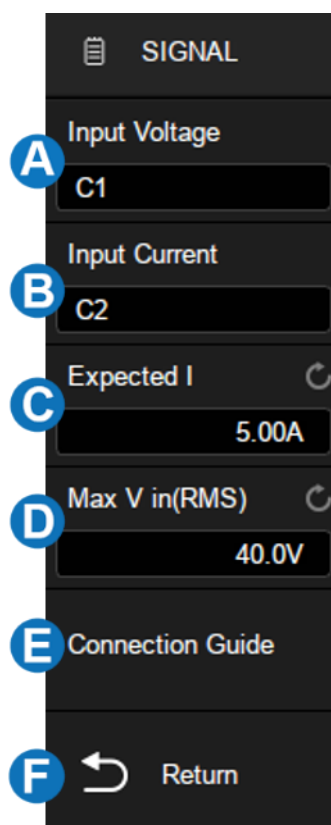 SIGNAL
Input Voltage
A
C1
Input Current
B
C2
Expected I
C
5.00A
Max V in(RMS)
D
40.0V
E Connection Guide
F Return